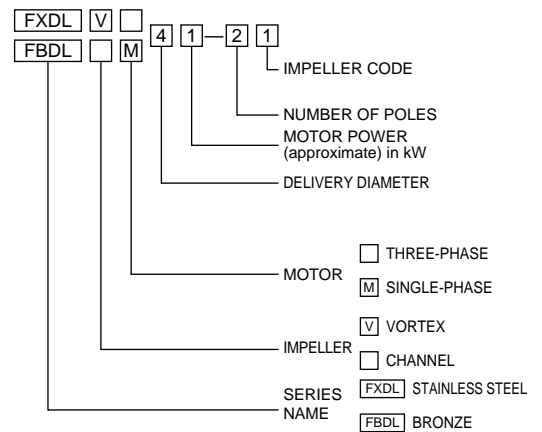 FXDL V
FBDL M 4 1 — 2 1
IMPELLER CODE
NUMBER OF POLES
MOTOR POWER
(approximate) in kW
DELIVERY DIAMETER
THREE-PHASE
MOTOR
M SINGLE-PHASE
V VORTEX
IMPELLER
CHANNEL
SERIES
NAME
FXDL STAINLESS STEEL
FBDL BRONZE